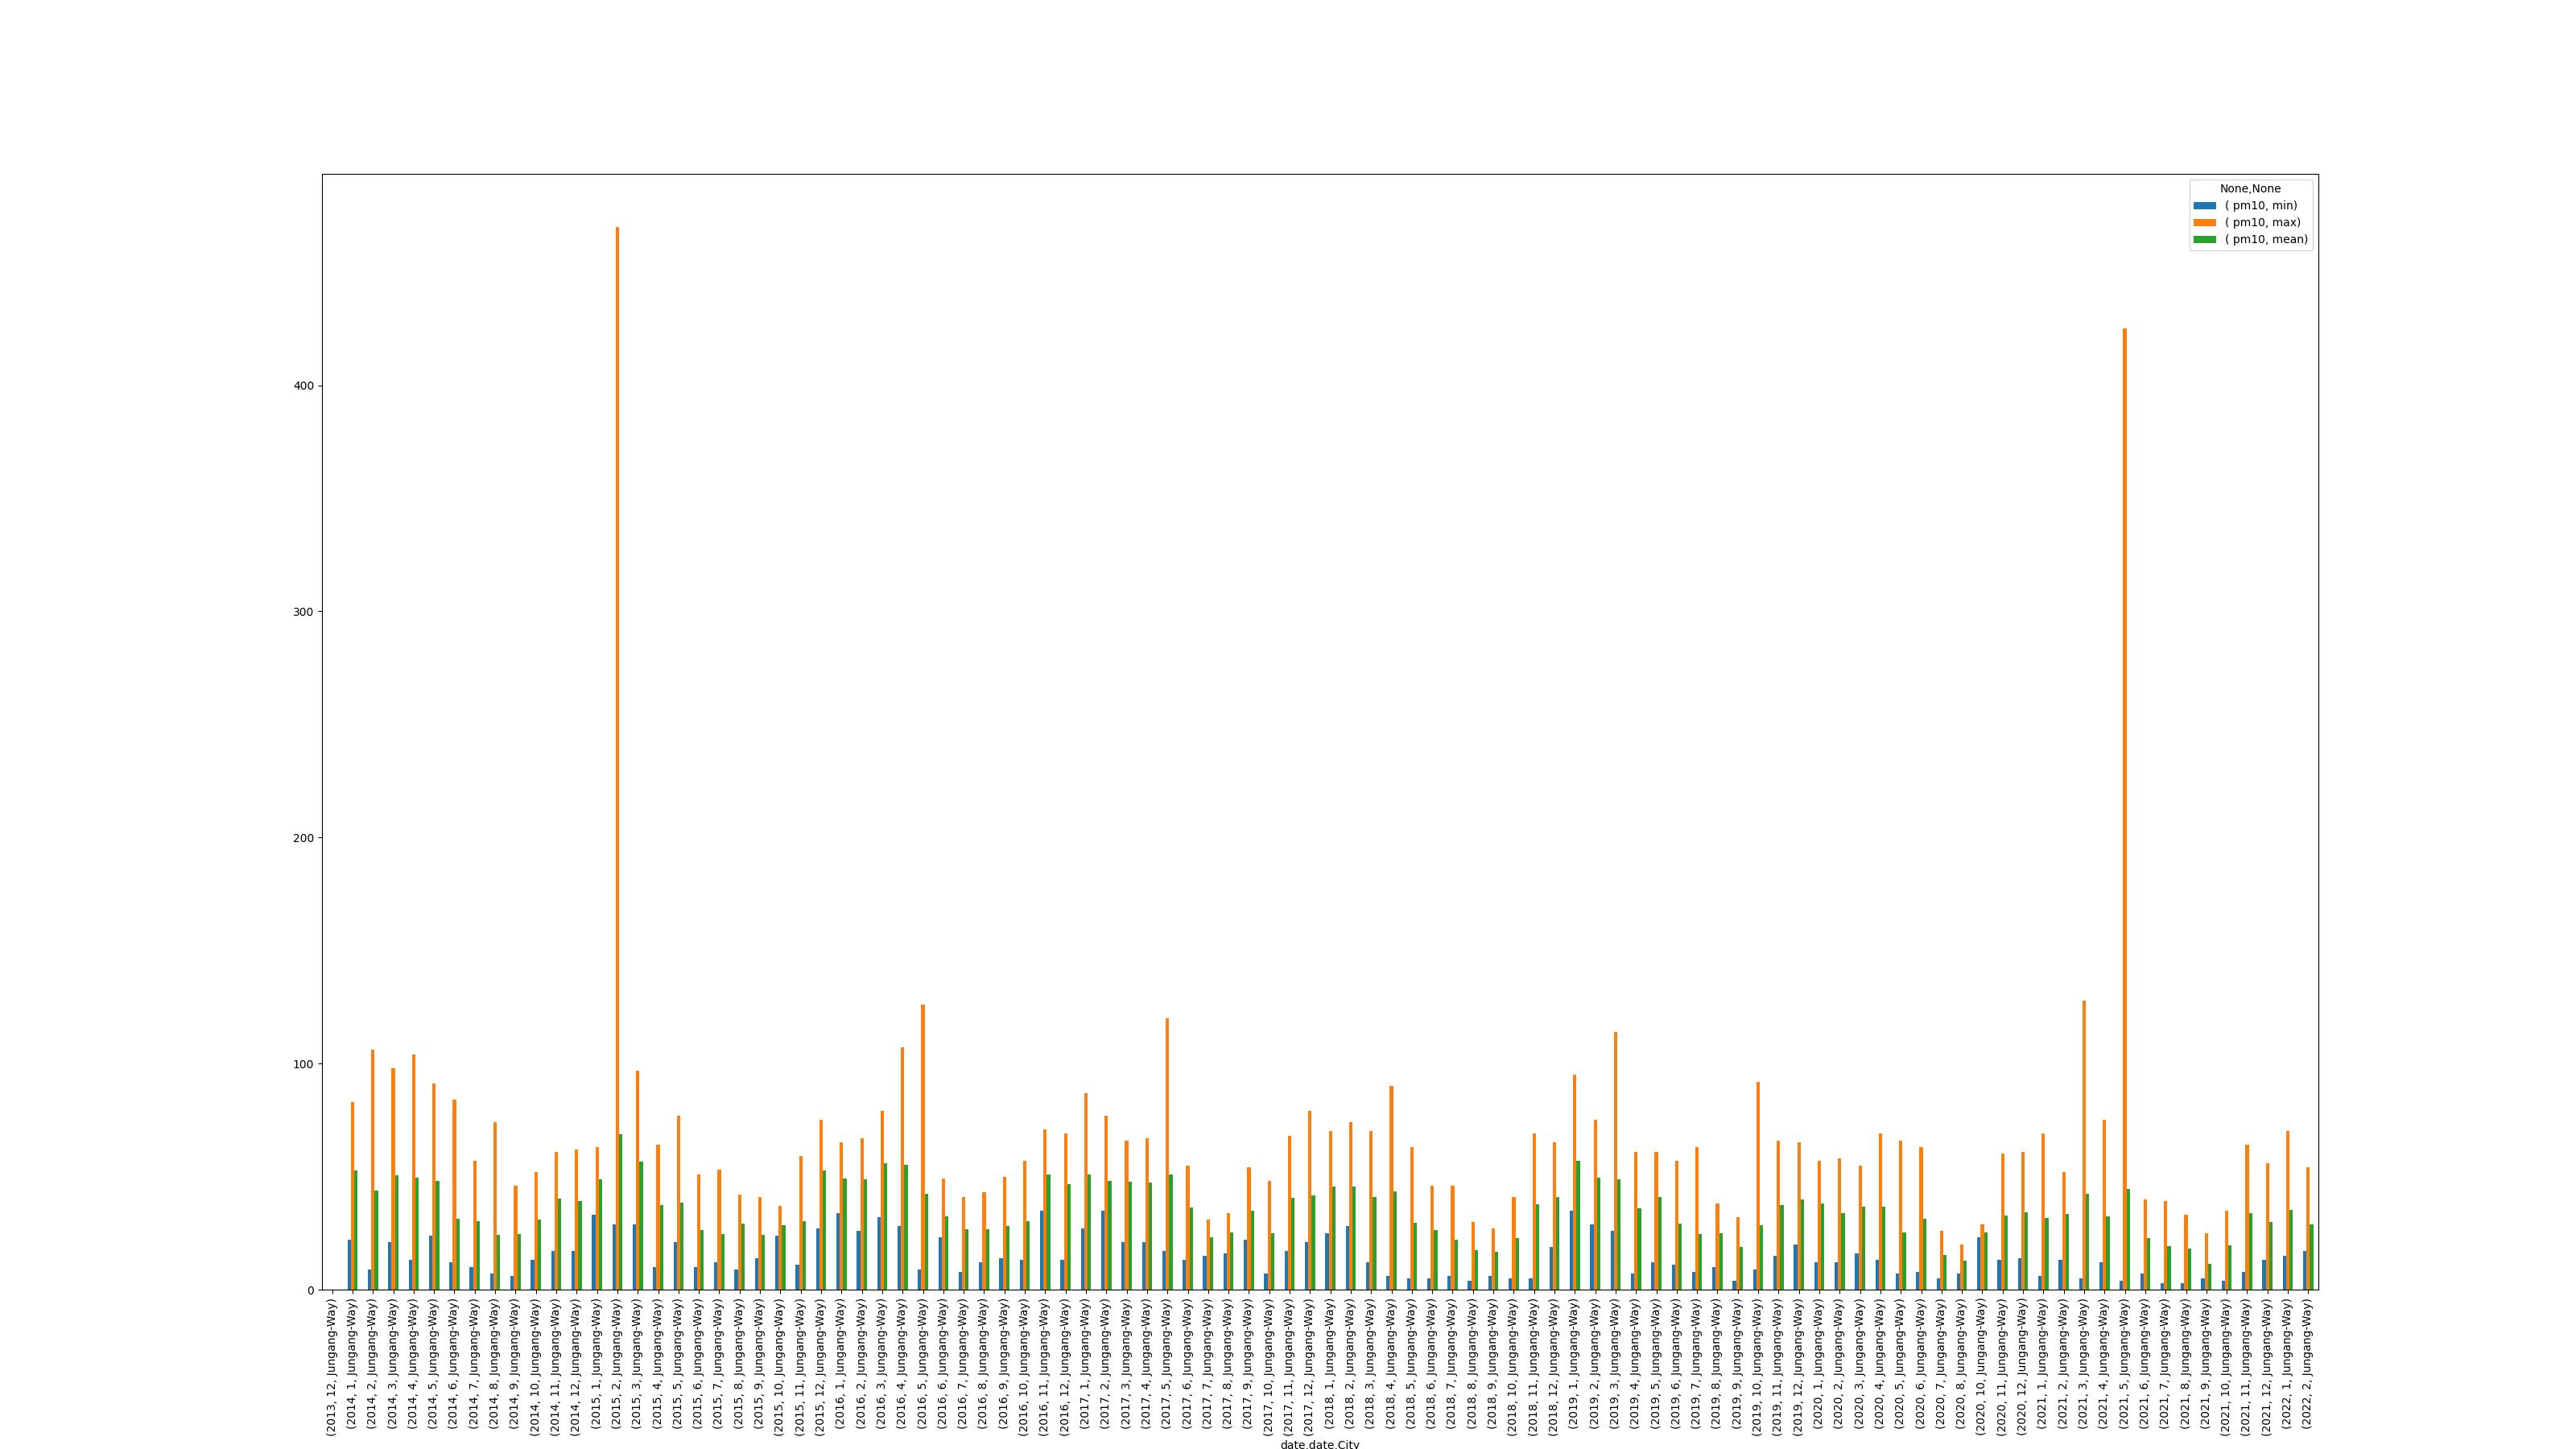 None,None
( pm10, min)
( pm10, max)
( pm10, mean)
400
300
200
100
0
(2013, 12, Jungang-Way)
(2014, 1, Jungang-Way)
(2014, 2, Jungang-Way)
(2014, 3, Jungang-Way)
(2014, 4, Jungang-Way)
(2014, 5, Jungang-Way)
(2014, 6, Jungang-Way)
(2014, 7, Jungang-Way)
(2014, 8, Jungang-Way)
(2014, 9, Jungang-Way)
(2014, 10, Jungang-Way)
(2014, 11, Jungang-Way)
(2014, 12, Jungang-Way)
(2015, 1, Jungang-Way)
(2015, 2, Jungang-Way)
(2015, 3, Jungang-Way)
(2015, 4, Jungang-Way)
(2015, 5, Jungang-Way)
(2015, 6, Jungang-Way)
(2015, 7, Jungang-Way)
(2015, 8, Jungang-Way)
(2015, 9, Jungang-Way)
(2015, 10, Jungang-Way)
(2015, 11, Jungang-Way)
(2015, 12, Jungang-Way)
(2016, 1, Jungang-Way)
(2016, 2, Jungang-Way)
(2016, 3, Jungang-Way)
(2016, 4, Jungang-Way)
(2016, 5, Jungang-Way)
(2016, 6, Jungang-Way)
(2016, 7, Jungang-Way)
(2016, 8, Jungang-Way)
(2016, 9, Jungang-Way)
(2016, 10, Jungang-Way)
(2016, 11, Jungang-Way)
(2016, 12, Jungang-Way)
(2017, 1, Jungang-Way)
(2017, 2, Jungang-Way)
(2017, 3, Jungang-Way)
(2017, 4, Jungang-Way)
(2017, 5, Jungang-Way)
(2017, 6, Jungang-Way)
(2017, 7, Jungang-Way)
(2017, 8, Jungang-Way)
(2017, 9, Jungang-Way)
(2017, 10, Jungang-Way)
(2017, 11, Jungang-Way)
(2017, 12, Jungang-Way)
(2018, 1, Jungang-Way)
(2018, 2, Jungang-Way)
(2018, 3, Jungang-Way)
(2018, 4, Jungang-Way)
(2018, 5, Jungang-Way)
(2018, 6, Jungang-Way)
(2018, 7, Jungang-Way)
(2018, 8, Jungang-Way)
(2018, 9, Jungang-Way)
(2018, 10, Jungang-Way)
(2018, 11, Jungang-Way)
(2018, 12, Jungang-Way)
(2019, 1, Jungang-Way)
(2019, 2, Jungang-Way)
(2019, 3, Jungang-Way)
(2019, 4, Jungang-Way)
(2019, 5, Jungang-Way)
(2019, 6, Jungang-Way)
(2019, 7, Jungang-Way)
(2019, 8, Jungang-Way)
(2019, 9, Jungang-Way)
(2019, 10, Jungang-Way)
(2019, 11, Jungang-Way)
(2019, 12, Jungang-Way)
(2020, 1, Jungang-Way)
(2020, 2, Jungang-Way)
(2020, 3, Jungang-Way)
(2020, 4, Jungang-Way)
(2020, 5, Jungang-Way)
(2020, 6, Jungang-Way)
(2020, 7, Jungang-Way)
(2020, 8, Jungang-Way)
(2020, 10, Jungang-Way)
(2020, 11, Jungang-Way)
(2020, 12, Jungang-Way)
(2021, 1, Jungang-Way)
(2021, 2, Jungang-Way)
(2021, 3, Jungang-Way)
(2021, 4, Jungang-Way)
(2021, 5, Jungang-Way)
(2021, 6, Jungang-Way)
(2021, 7, Jungang-Way)
(2021, 8, Jungang-Way)
(2021, 9, Jungang-Way)
(2021, 10, Jungang-Way)
(2021, 11, Jungang-Way)
(2021, 12, Jungang-Way)
(2022, 1, Jungang-Way)
(2022, 2, Jungang-Way)
date,date,City